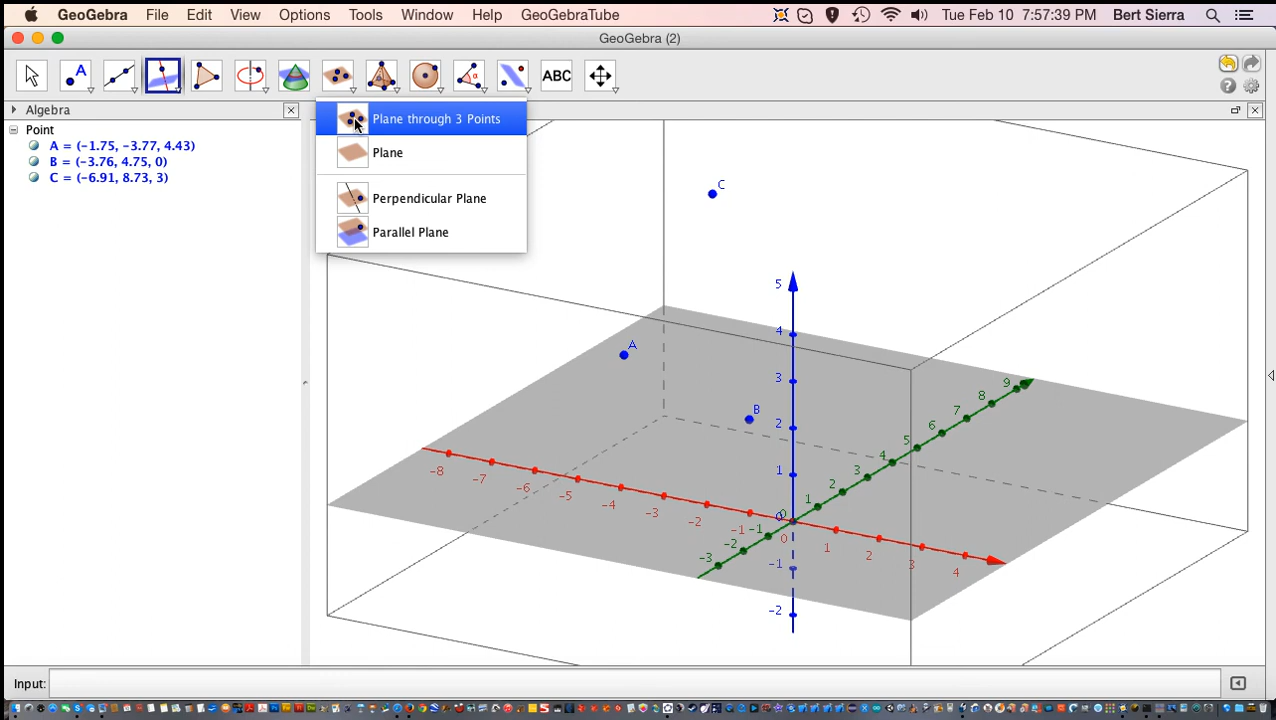 GeoGebra File Edit View Options Tools Window Help GeoGebraTube Tue Feb 10 7:57:39 PM Bert Sierra
GeoGebra (2)
A ABC
Algebra
Point
A = (-1.75, -3.77, 4.43)
B = (-3.76, 4.75, 0)
C = (-6.91, 8.73, 3)
Plane through 3 Points
Plane
Perpendicular Plane
Parallel Plane
C
A
B
5
4
3
2
1
0
-1
-2
-8 -7 -6 -5 -4 -3 -2 -1 0 1 2 3 4
-3 -2 -1 0 1 2 3 4 5 6 7 8 9
Input: